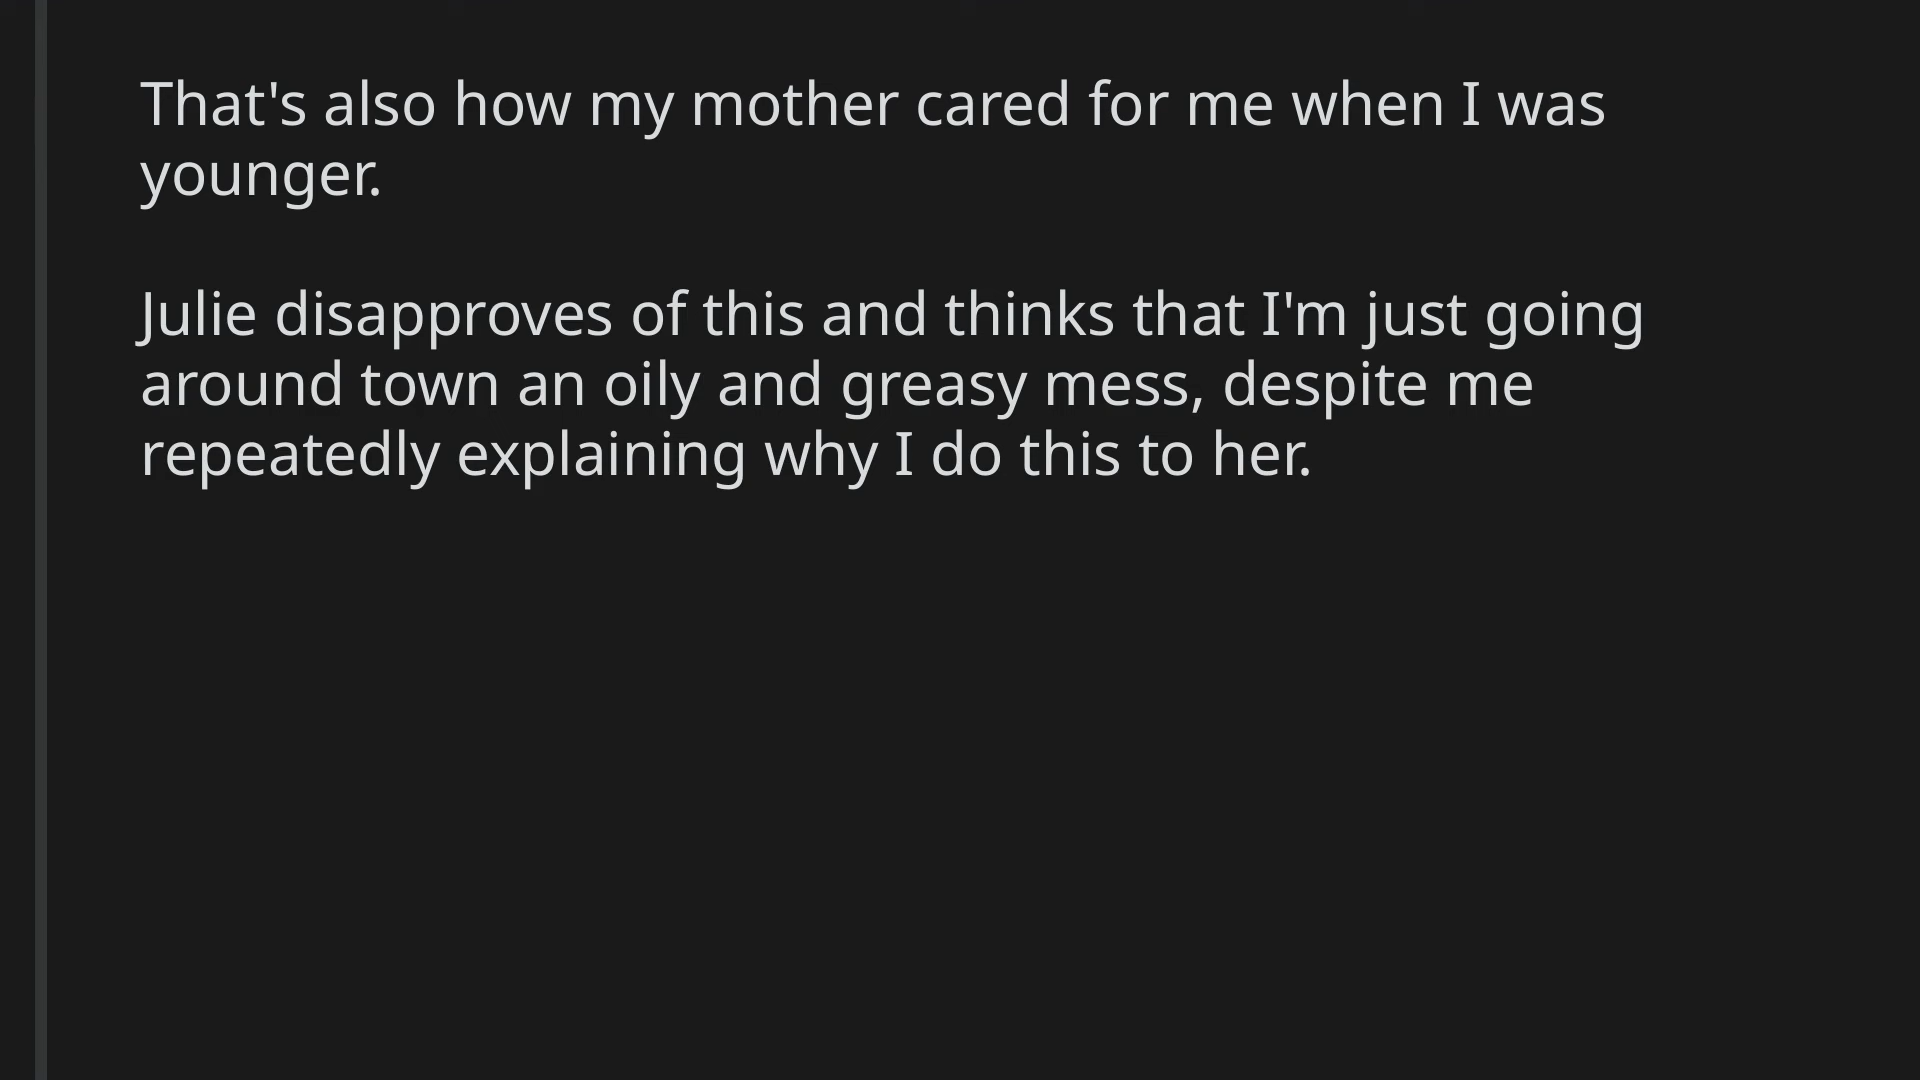 That's also how my mother cared for me when I was
younger.
Julie disapproves of this and thinks that I'm just going
around town an oily and greasy mess, despite me
repeatedly explaining why I do this to her.